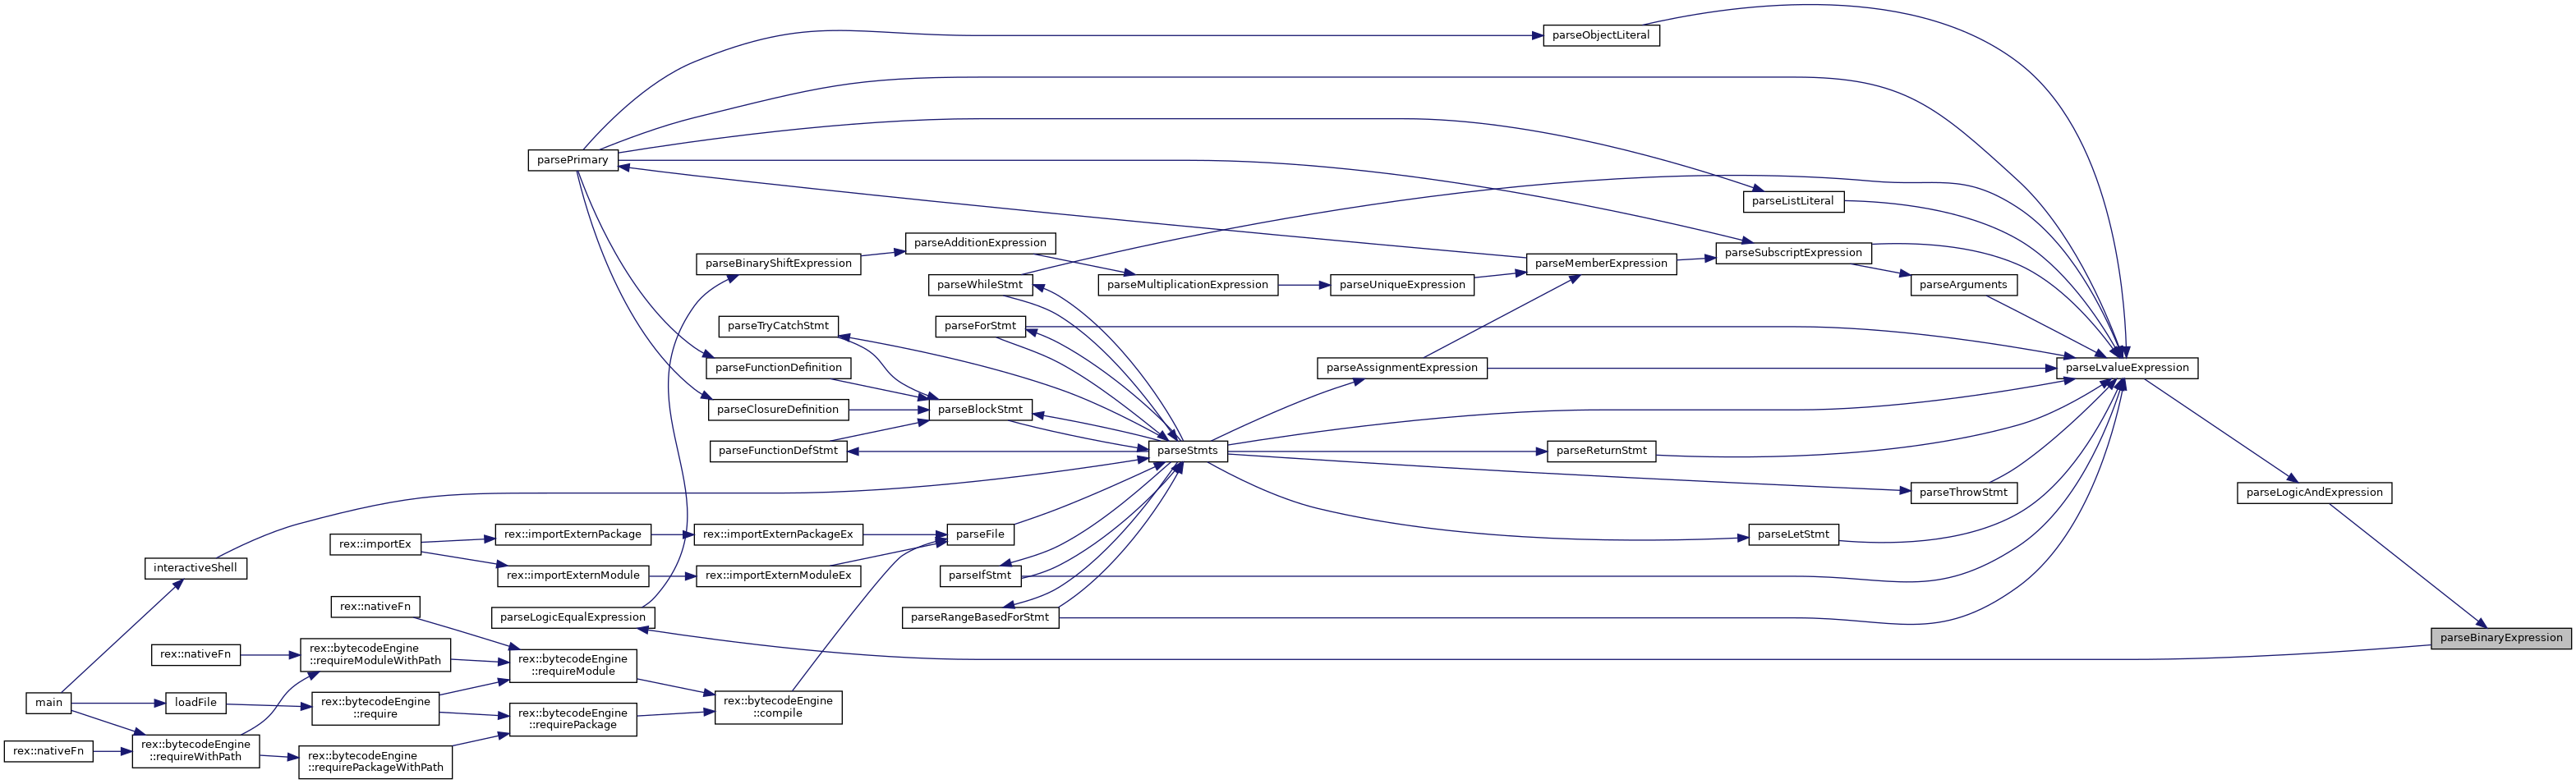 parseObjectLiteral
parsePrimary
parseListLiteral
parseAdditionExpression
parseBinaryShiftExpression
parseMemberExpression
parseSubscriptExpression
parseWhileStmt
parseMultiplicationExpression
parseUniqueExpression
parseArguments
parseTryCatchStmt
parseForStmt
parseFunctionDefinition
parseAssignmentExpression
parseLvalueExpression
parseClosureDefinition
parseBlockStmt
parseFunctionDefStmt
parseStmts
parseReturnStmt
parseThrowStmt
parseLogicAndExpression
rex::importEx
rex::importExternPackage
rex::importExternPackageEx
parseFile
parseLetStmt
interactiveShell
rex::importExternModule
rex::importExternModuleEx
parseIfStmt
rex::nativeFn
parseLogicEqualExpression
parseRangeBasedForStmt
parseBinaryExpression
rex::nativeFn
rex::bytecodeEngine
::requireModuleWithPath
rex::bytecodeEngine
::requireModule
main
loadFile
rex::bytecodeEngine
::require
rex::bytecodeEngine
::requirePackage
rex::bytecodeEngine
::compile
rex::nativeFn
rex::bytecodeEngine
::requireWithPath
rex::bytecodeEngine
::requirePackageWithPath